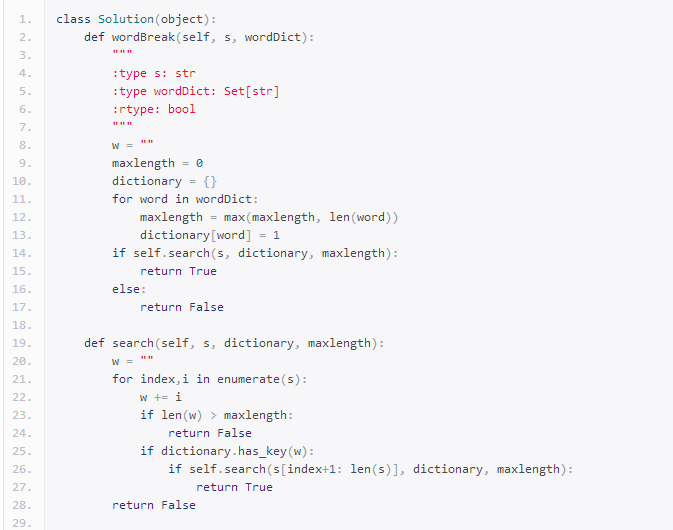 1. class Solution(object):
2.     def wordBreak(self, s, wordDict):
3.         """
4.         :type s: str
5.         :type wordDict: Set[str]
6.         :rtype: bool
7.         """
8.         w = ""
9.         maxlength = 0
10.         dictionary = {}
11.         for word in wordDict:
12.             maxlength = max(maxlength, len(word))
13.             dictionary[word] = 1
14.         if self.search(s, dictionary, maxlength):
15.             return True
16.         else:
17.             return False
18.
19.     def search(self, s, dictionary, maxlength):
20.         w = ""
21.         for index,i in enumerate(s):
22.             w += i
23.             if len(w) > maxlength:
24.                 return False
25.             if dictionary.has_key(w):
26.                 if self.search(s[index+1: len(s)], dictionary, maxlength):
27.                     return True
28.         return False
29.